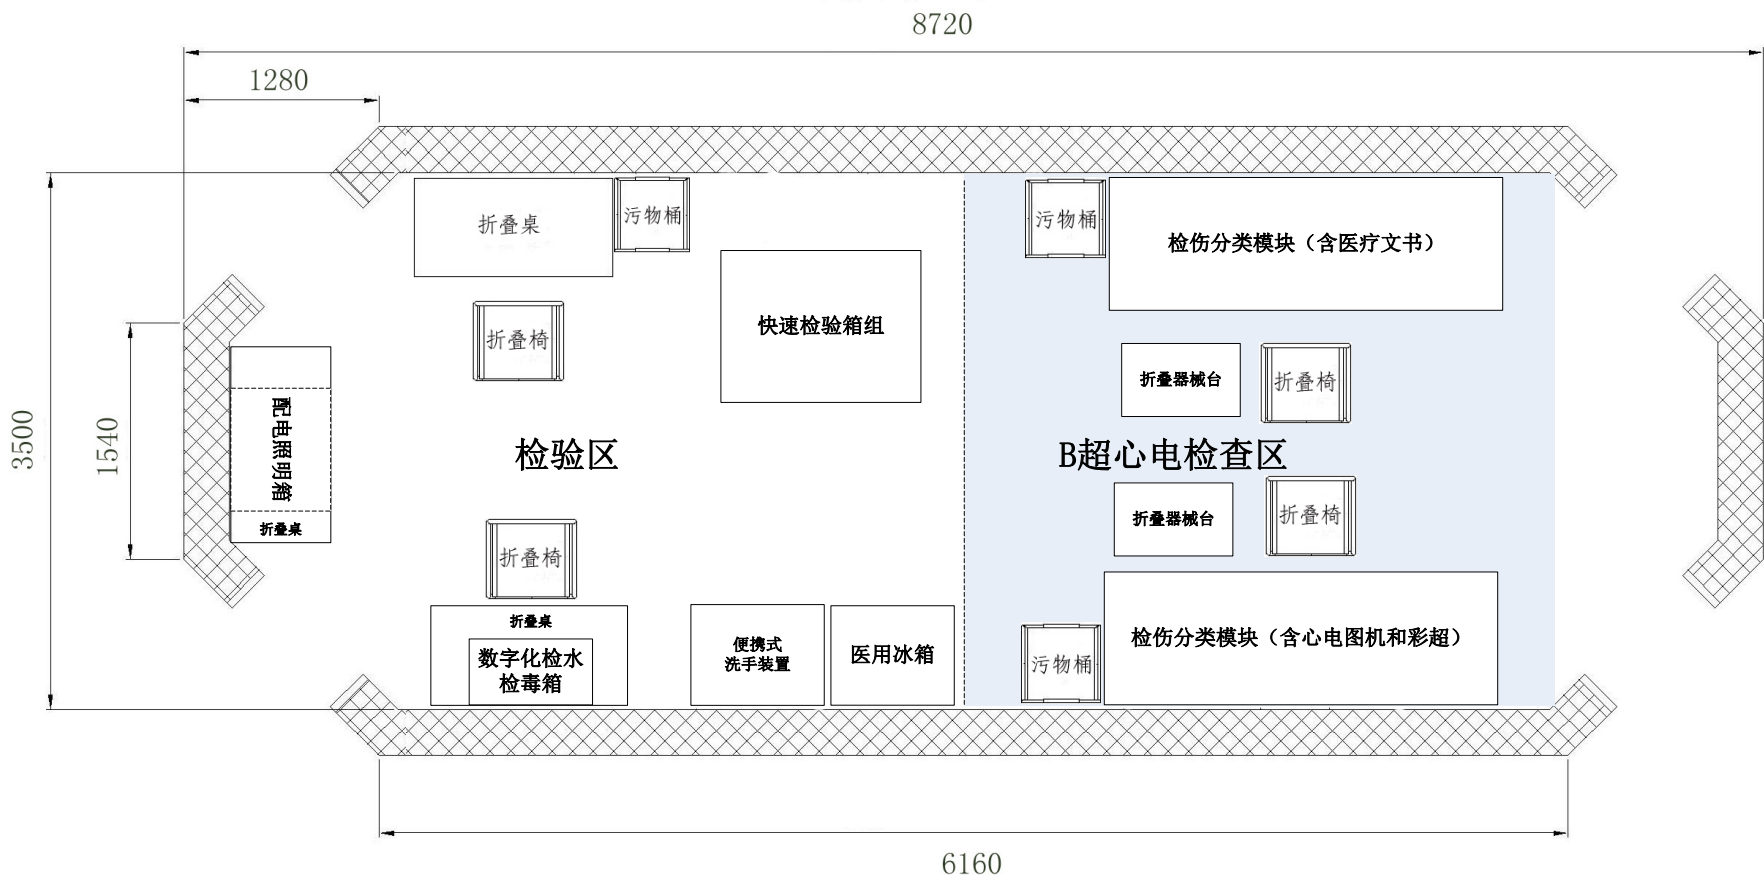 8720
1280
折叠桌
污物桶
污物桶
检伤分类模块（含医疗文书）
快速检验箱组
折叠椅
折叠器械台
折叠椅
配电照明箱
折叠桌
3500
1540
检验区
B超心电检查区
折叠器械台
折叠椅
折叠椅
折叠桌
数字化检水
检毒箱
便携式
洗手装置
医用冰箱
污物桶
检伤分类模块（含心电图机和彩超）
6160